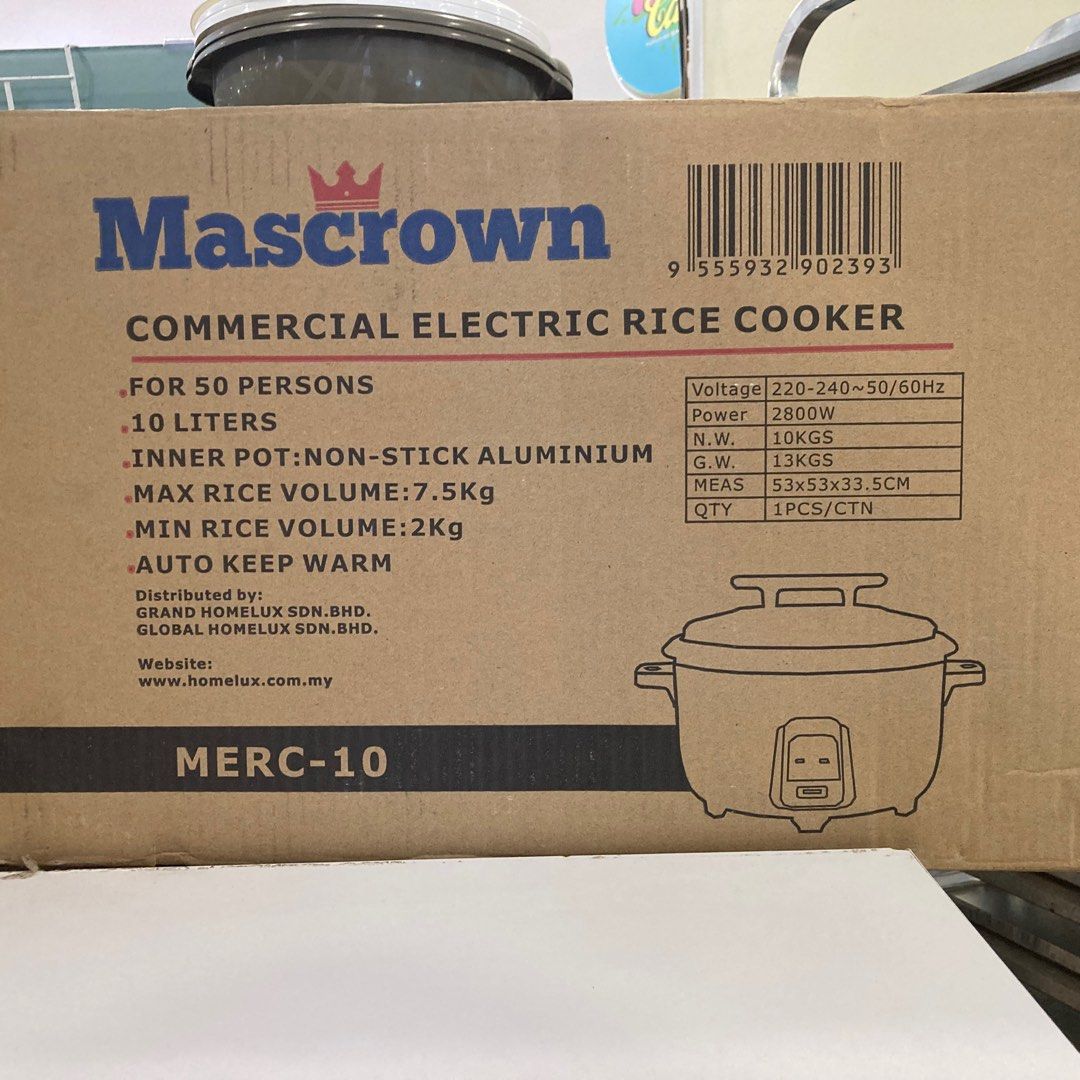 Mascrown
9 555932 902393
COMMERCIAL ELECTRIC RICE COOKER
.FOR 50 PERSONS
.10 LITERS
.INNER POT:NON-STICK ALUMINIUM
.MAX RICE VOLUME:7.5Kg
.MIN RICE VOLUME:2Kg
.AUTO KEEP WARM
Voltage 220-240~50/60Hz
Power 2800W
N.W. 10KGS
G.W. 13KGS
MEAS 53x53x33.5CM
QTY 1PCS/CTN
Distributed by:
GRAND HOMELUX SDN.BHD.
GLOBAL HOMELUX SDN.BHD.
Website:
www.homelux.com.my
MERC-10